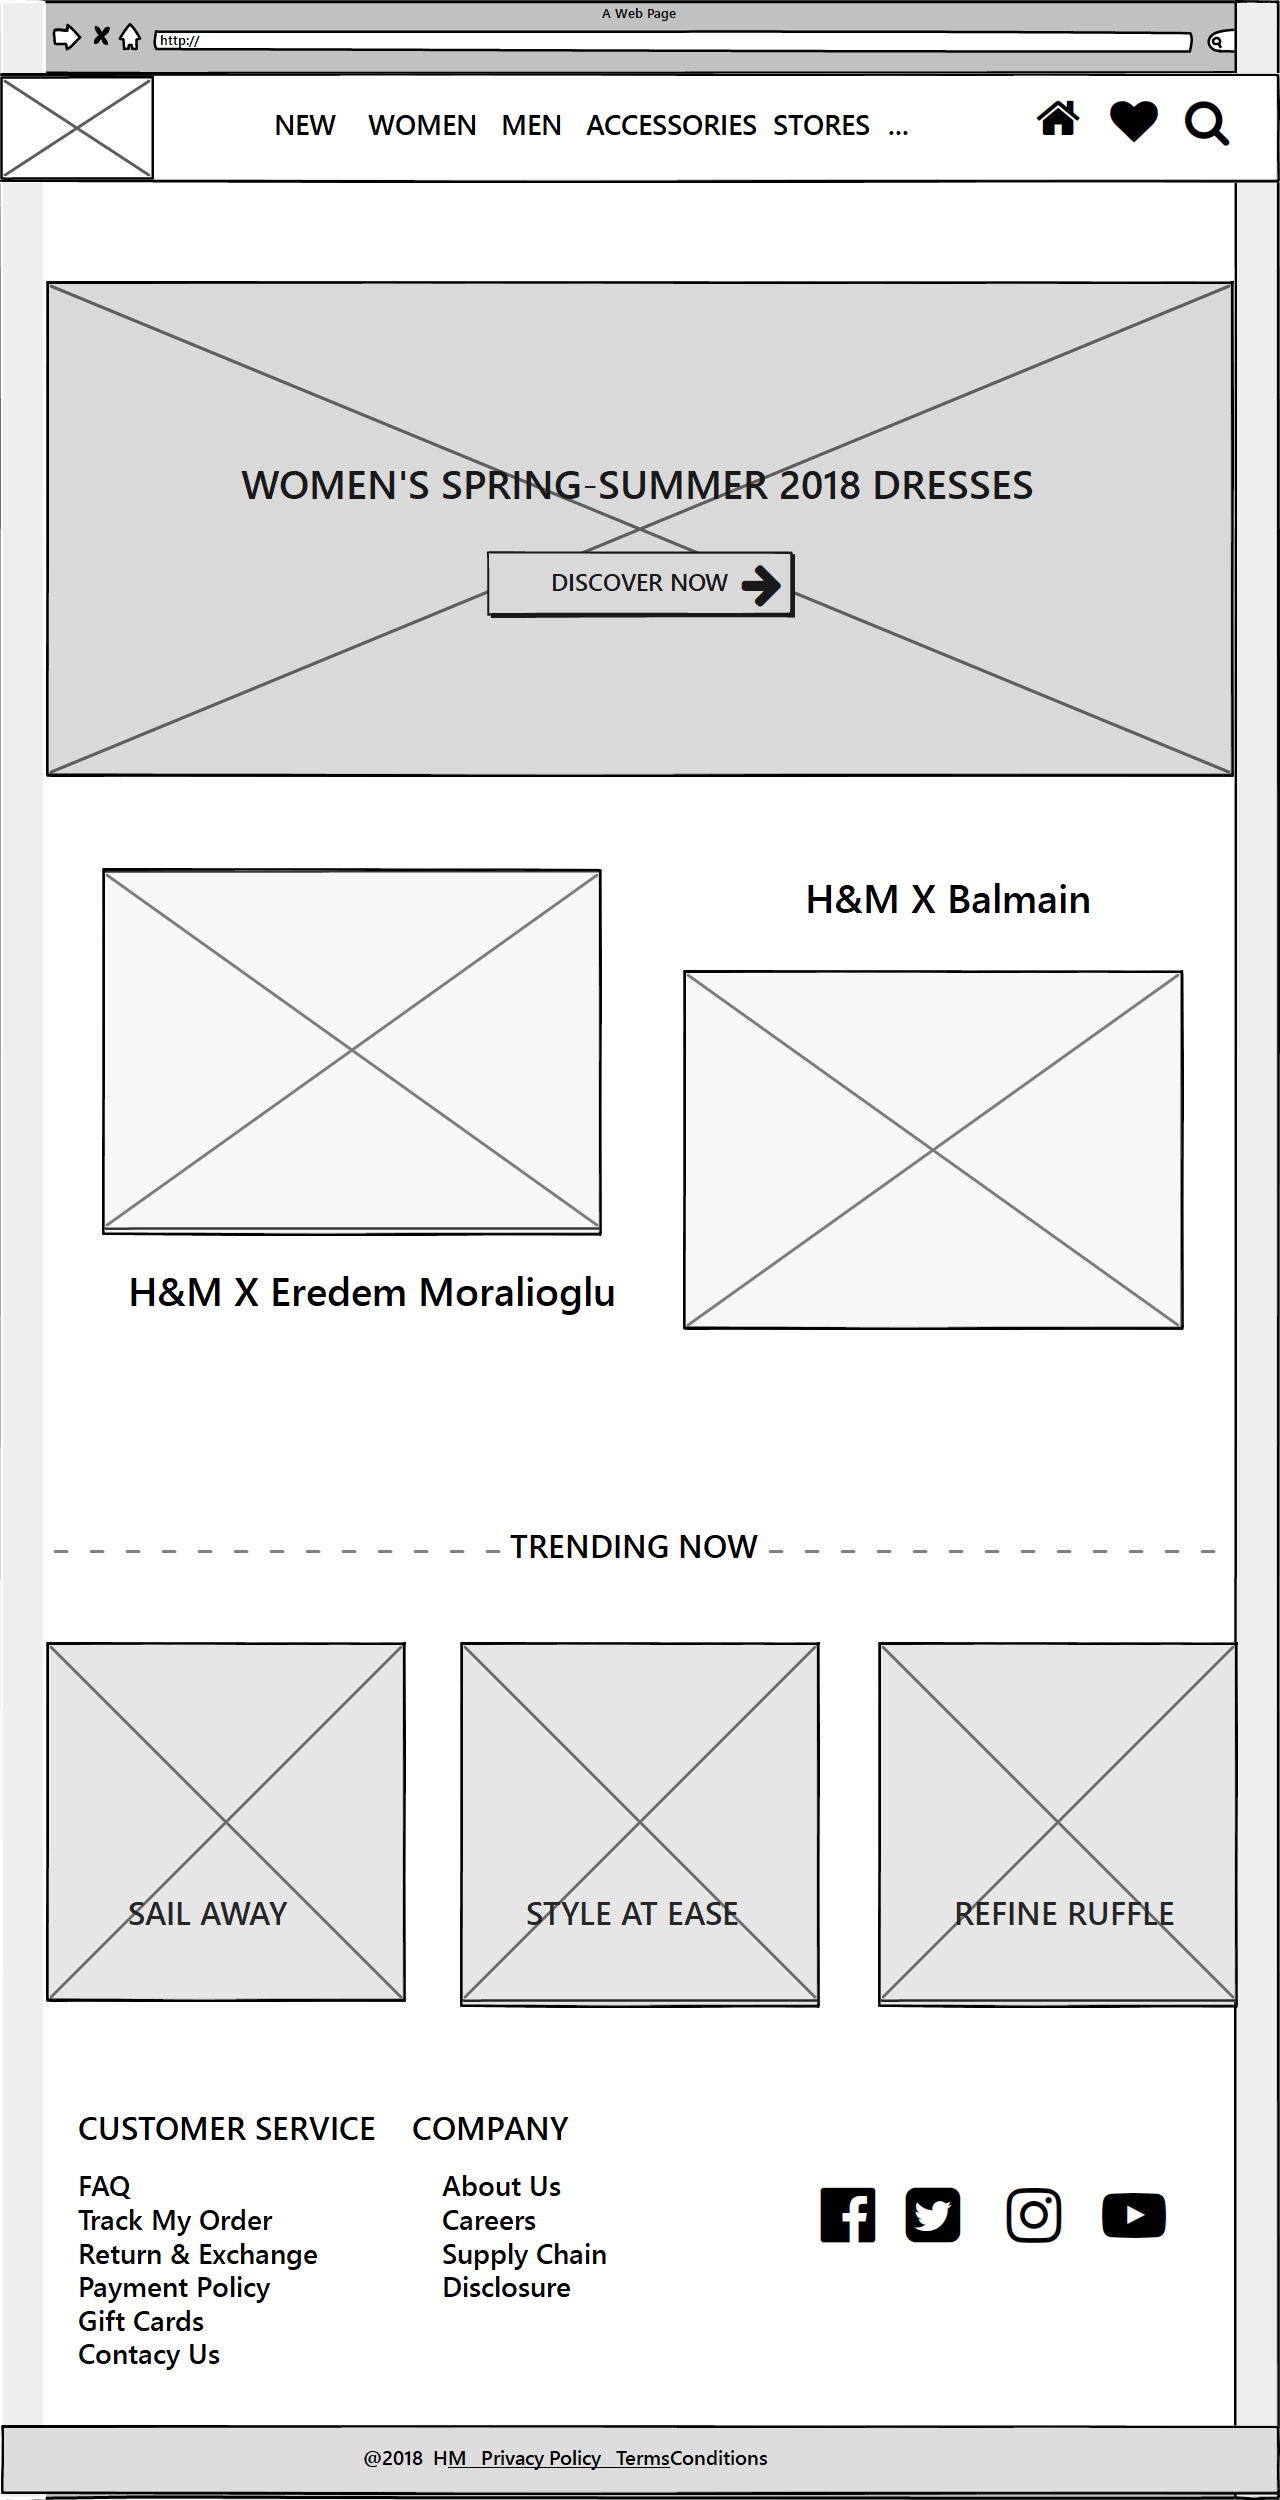 A Web Page
http://
NEW WOMEN MEN ACCESSORIES STORES ...
WOMEN'S SPRING-SUMMER 2018 DRESSES
DISCOVER NOW
H&M X Balmain
H&M X Eredem Moralioglu
TRENDING NOW
SAIL AWAY
STYLE AT EASE
REFINE RUFFLE
CUSTOMER SERVICE
FAQ
Track My Order
Return & Exchange
Payment Policy
Gift Cards
Contacy Us
COMPANY
About Us
Careers
Supply Chain
Disclosure
@2018 HM Privacy Policy TermsConditions